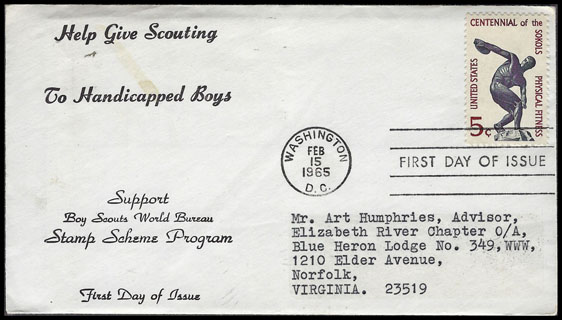 Help Give Scouting
To Handicapped Boys
Support
Boy Scouts World Bureau
Stamp Scheme Program
First Day of Issue
CENTENNIAL of the SOKOLS
PHYSICAL FITNESS
UNITED STATES
5c
WASHINGTON
FEB
15
1965
D.C.
FIRST DAY OF ISSUE
Mr. Art Humphries, Advisor,
Elizabeth River Chapter O/A,
Blue Heron Lodge No. 349,WWW,
1210 Elder Avenue,
Norfolk,
VIRGINIA. 23519